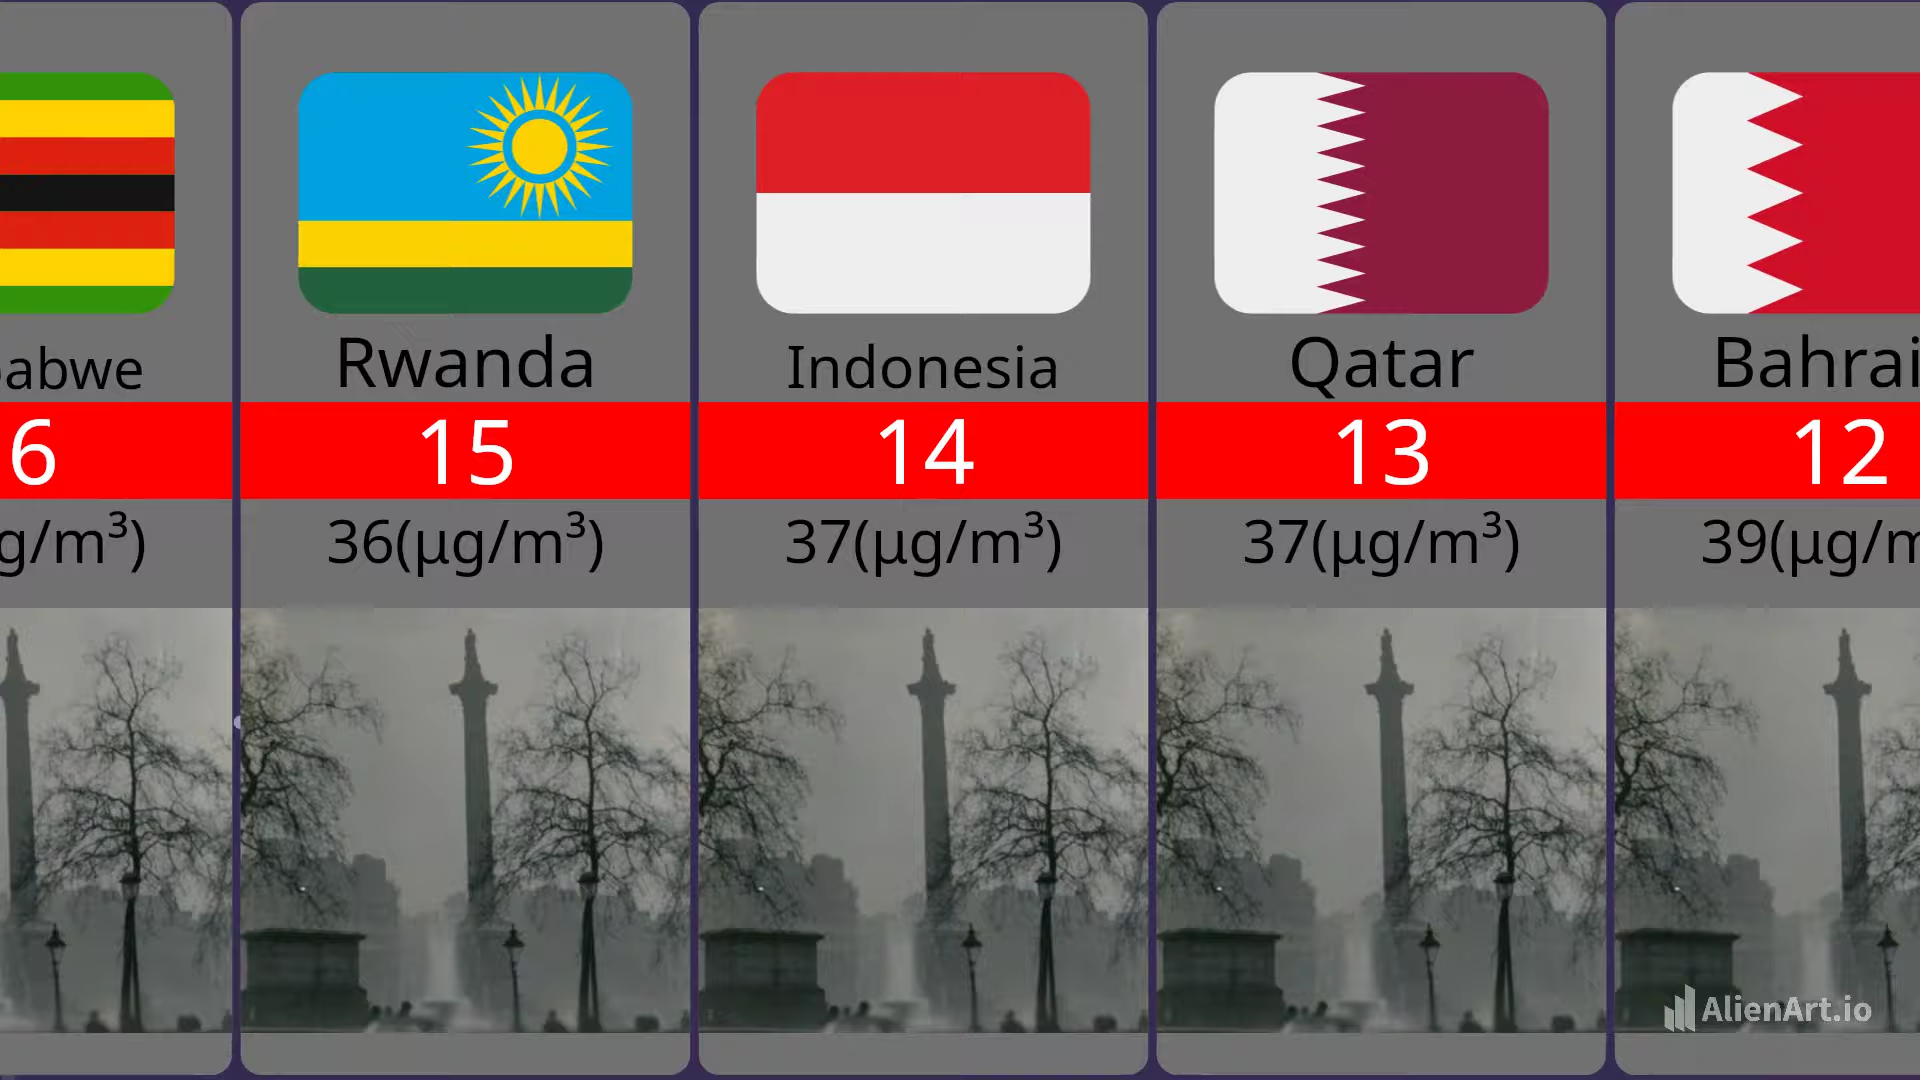 abwe
6
g/m³)
Rwanda
15
36(µg/m³)
Indonesia
14
37(µg/m³)
Qatar
13
37(µg/m³)
Bahrai
12
39(µg/m
AlienArt.io